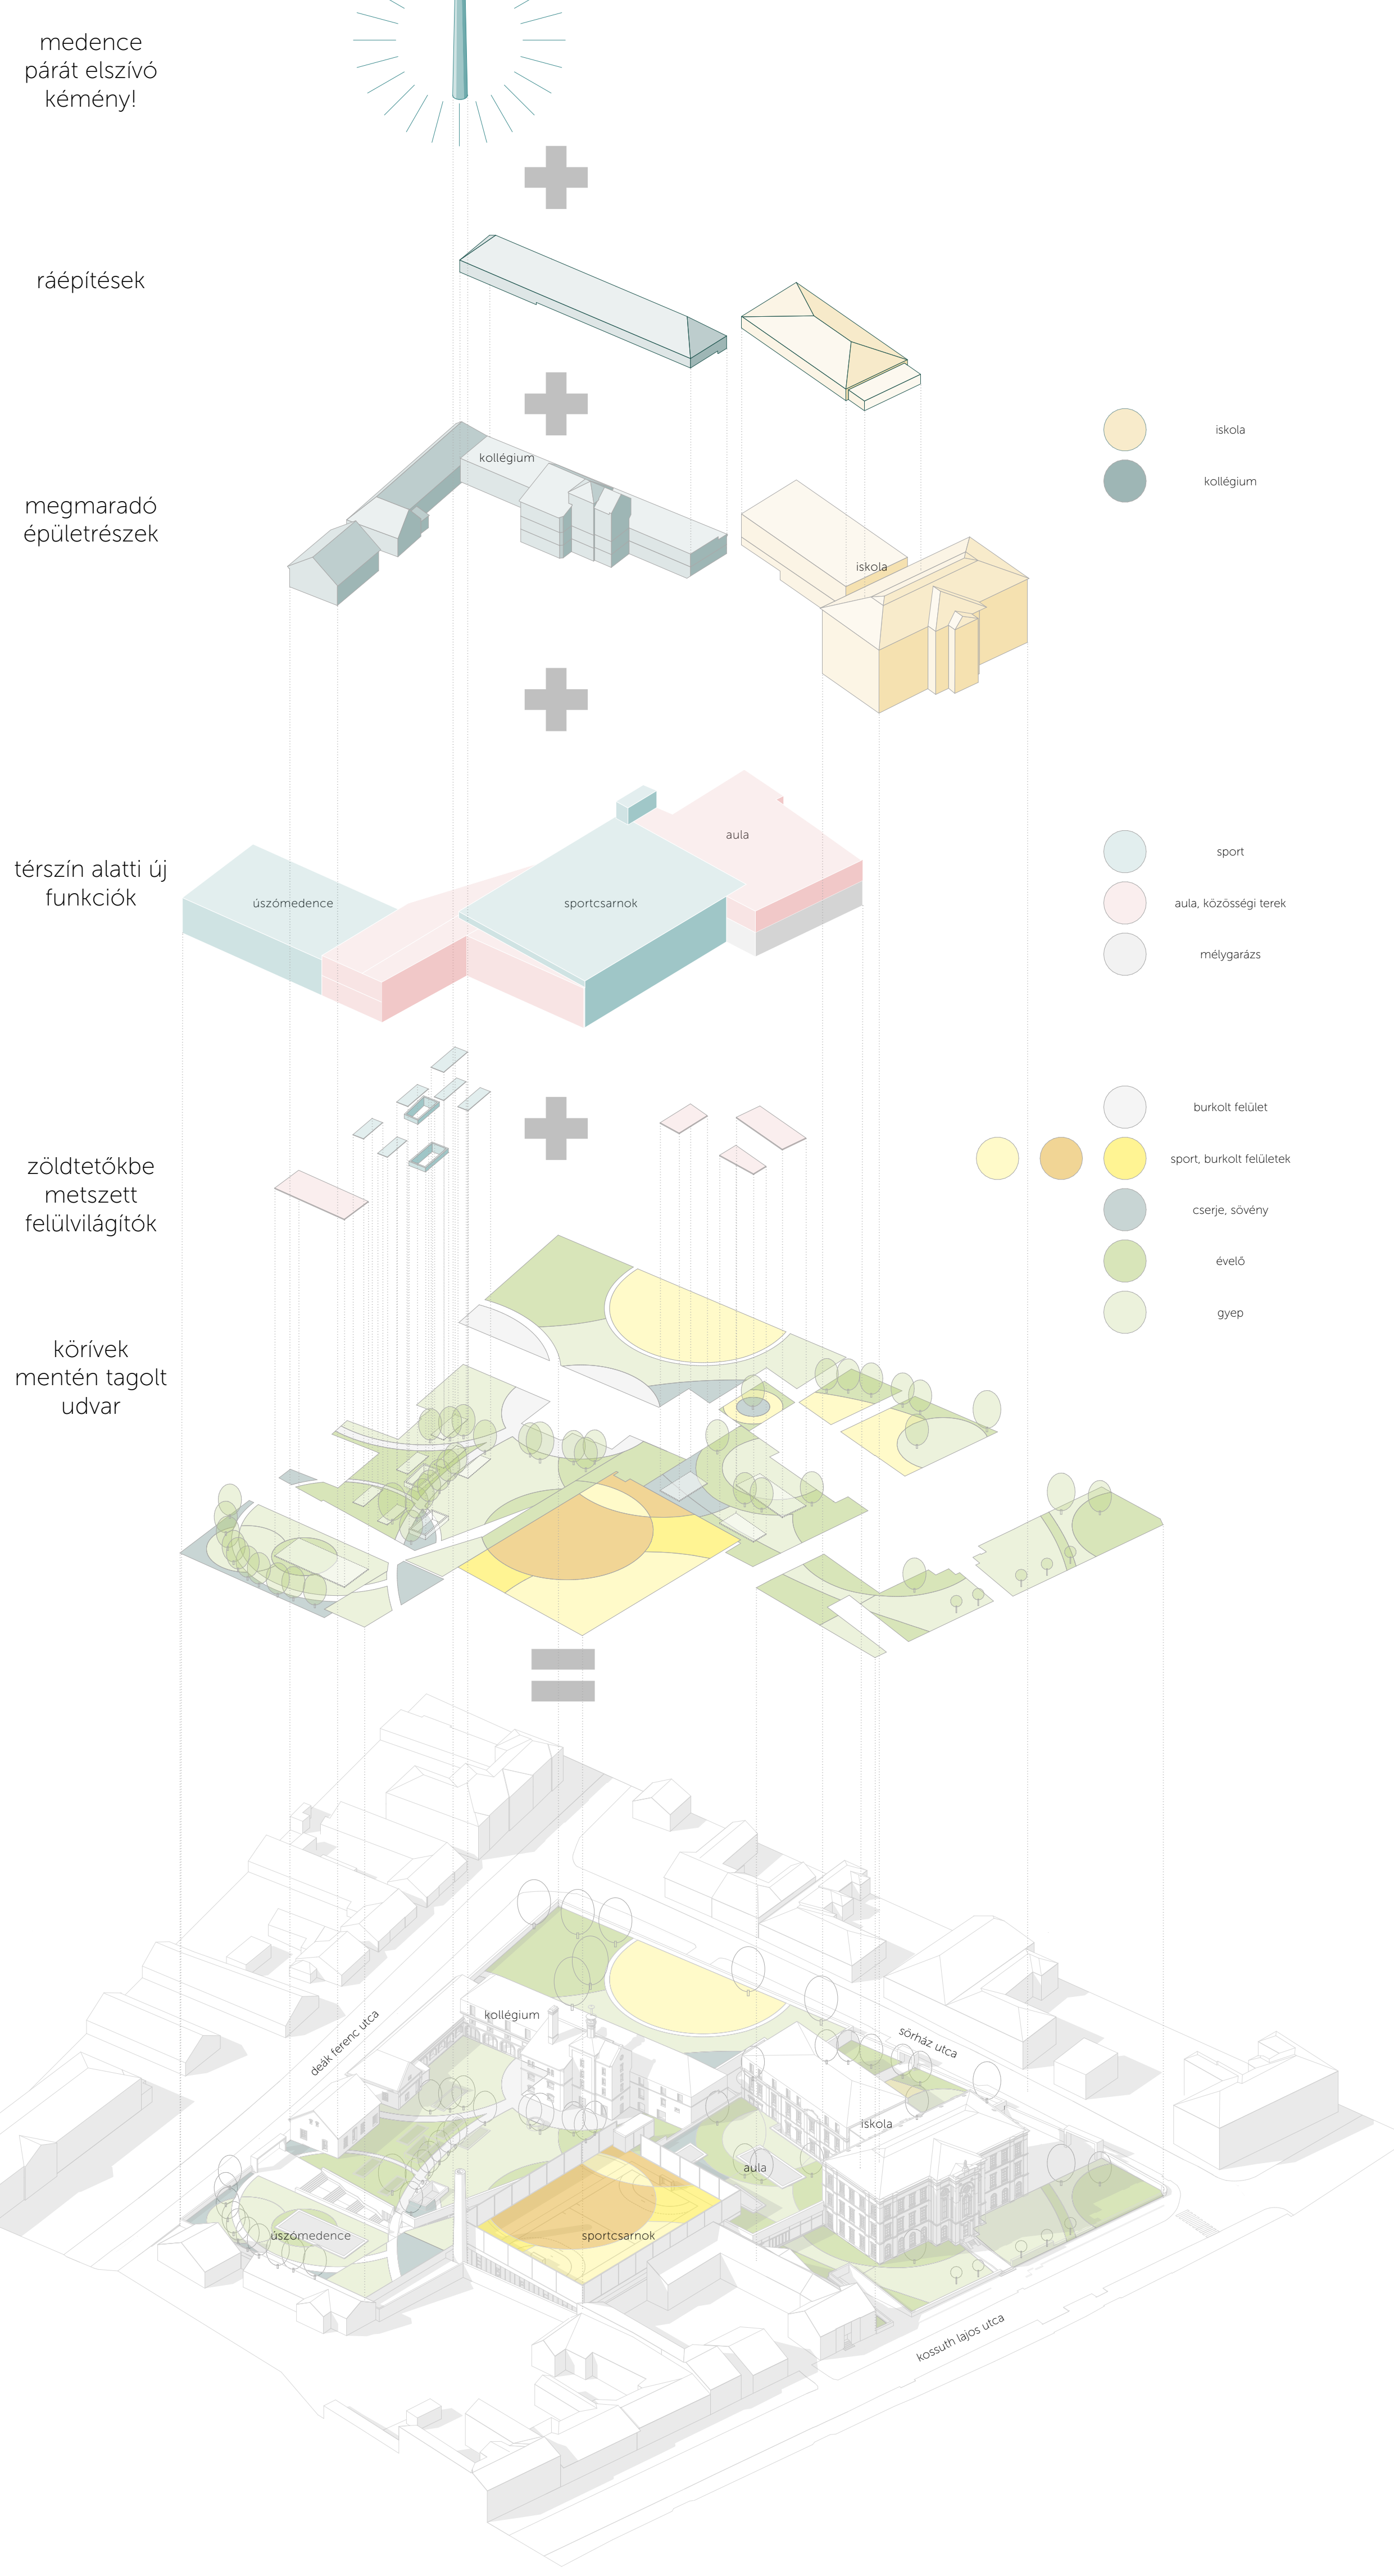 medence
párát elszívó
kémény!
ráépítések
megmaradó
épületrészek
kollégium
iskola
iskola
kollégium
térszín alatti új
funkciók
úszómedence
sportcsarnok
aula
sport
aula, közösségi terek
mélygarázs
zöldtetőkbe
metszett
felülvilágítók
burkolt felület
sport, burkolt felületek
cserje, sövény
évelő
gyep
körívek
mentén tagolt
udvar
deák ferenc utca
kollégium
sörház utca
iskola
aula
úszómedence
sportcsarnok
kossuth lajos utca